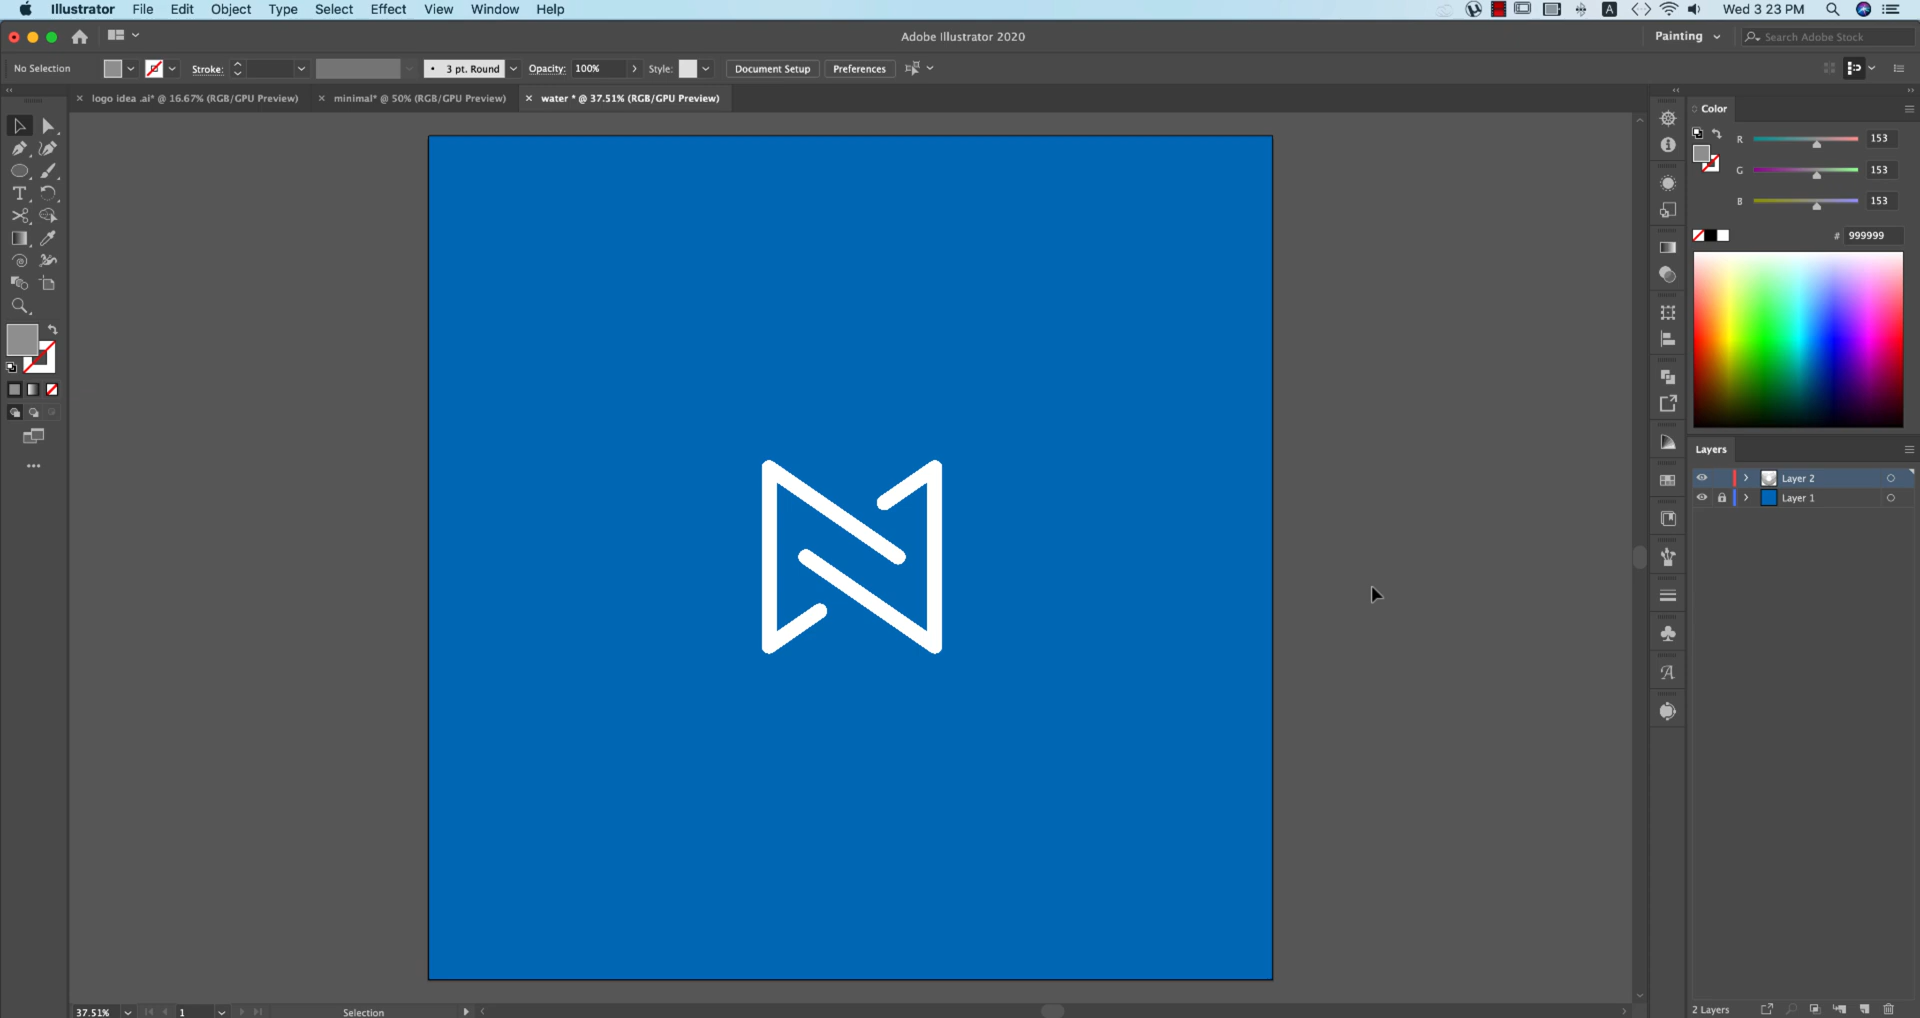 Illustrator File Edit Object Type Select Effect View Window Help A Wed 3 23 PM
Adobe Illustrator 2020 Painting Search Adobe Stock
No Selection Stroke: 3 pt. Round Opacity: 100% Style: Document Setup Preferences
logo idea .ai* @ 16.67% (RGB/GPU Preview) minimal* @ 50% (RGB/GPU Preview) water * @ 37.51% (RGB/GPU Preview)
Color
R 153
G 153
B 153
# 999999
Layers
Layer 2
Layer 1
2 Layers
37.51% 1 Selection